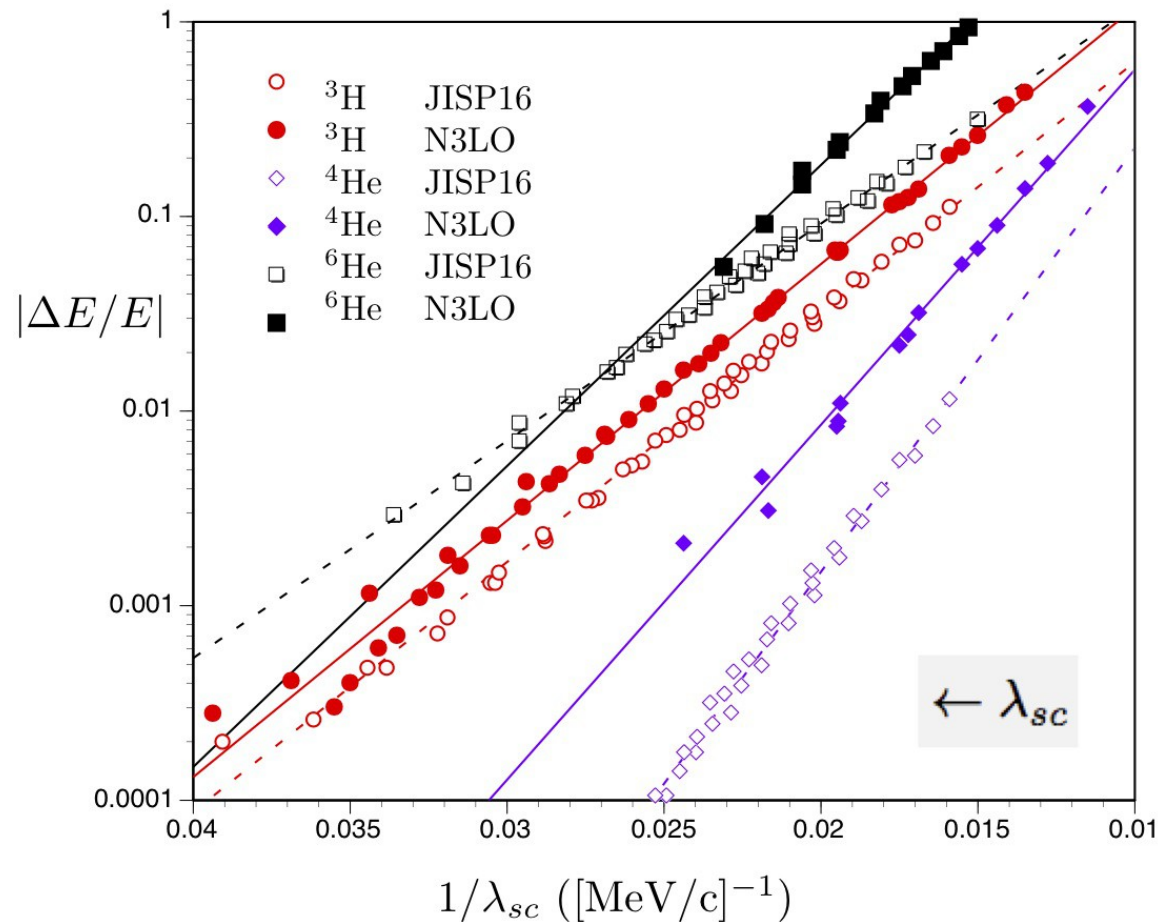 1
0.1
0.01
0.001
0.0001
|ΔE/E|
³H JISP16
³H N3LO
⁴He JISP16
⁴He N3LO
⁶He JISP16
⁶He N3LO
← λ_sc
0.04 0.035 0.03 0.025 0.02 0.015 0.01
1/λ_sc ([MeV/c]⁻¹)